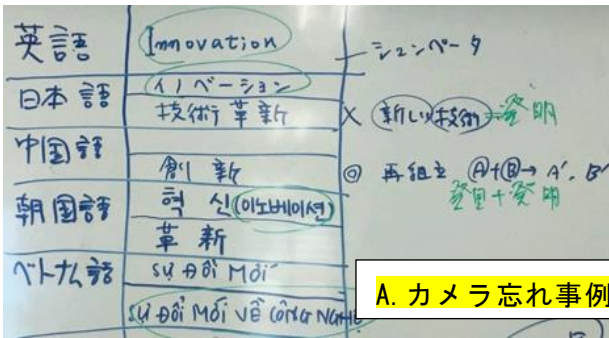 英語 Innovation シュンペータ
日本語 イノベーション
技術革新 × 新しい技術=発明
中国語
創新 ◎ 再組立 Ⓐ+Ⓑ→A', B'
朝国語 혁신(이노베이션) 発見+発明
革新
ベトナム語 SỰ ĐỔI MỚI
SỰ ĐỔI MỚI VỀ CÔNG NGHỆ
A.カメラ忘れ事例